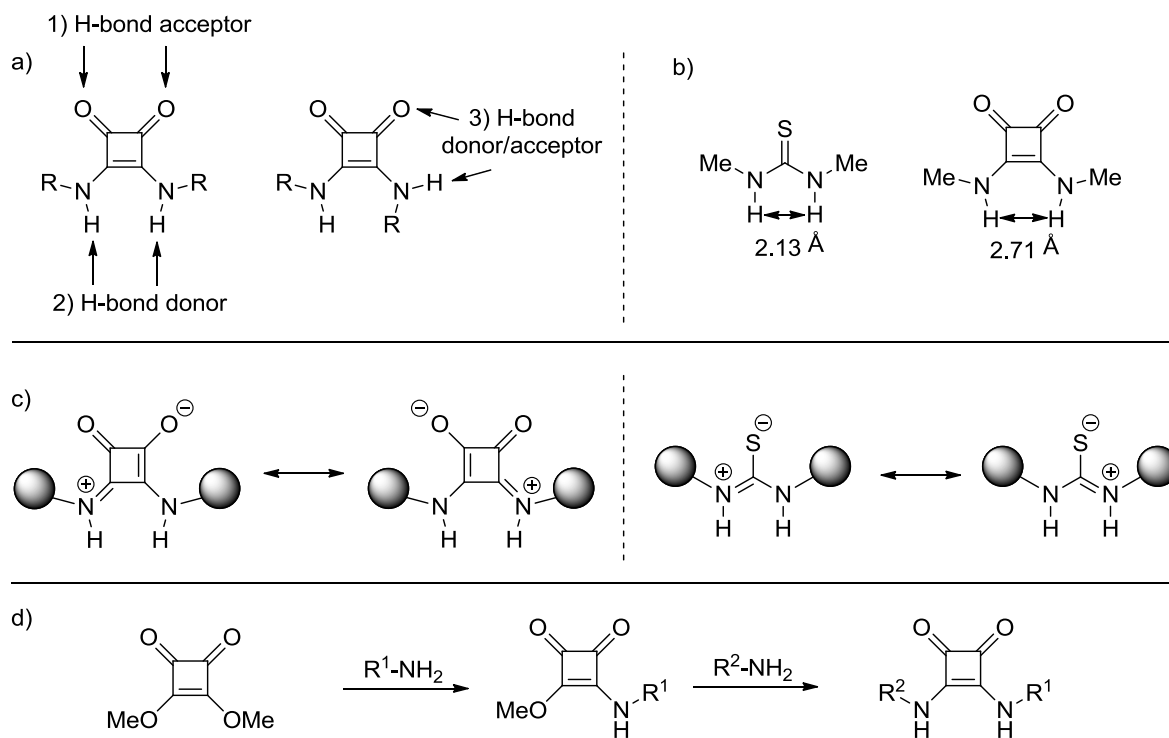 1) H-bond acceptor
a)
b)
O O
O O
3) H-bond
donor/acceptor
S
O O
R N N R
H H
R N N H
H R
Me N N Me
H H
2.13 Å
Me N N Me
H H
2.71 Å
2) H-bond donor
c)
O O ⊖
⊕ N N
H H
⊖ O O
N N ⊕
H H
S ⊖
⊕ N N
H H
S ⊖
N N ⊕
H H
d)
O O
MeO OMe
R¹-NH₂
O O
MeO N R¹
H
R²-NH₂
O O
R² N N R¹
H H